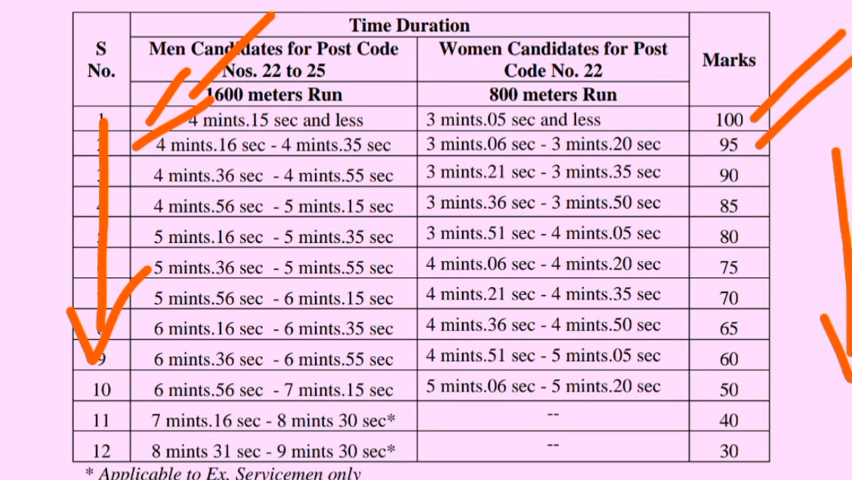 Time Duration
S No.
Men Candidates for Post Code Nos. 22 to 25
Women Candidates for Post Code No. 22
Marks
1600 meters Run
800 meters Run
1 4 mints.15 sec and less 3 mints.05 sec and less 100
2 4 mints.16 sec - 4 mints.35 sec 3 mints.06 sec - 3 mints.20 sec 95
3 4 mints.36 sec - 4 mints.55 sec 3 mints.21 sec - 3 mints.35 sec 90
4 4 mints.56 sec - 5 mints.15 sec 3 mints.36 sec - 3 mints.50 sec 85
5 mints.16 sec - 5 mints.35 sec 3 mints.51 sec - 4 mints.05 sec 80
5 mints.36 sec - 5 mints.55 sec 4 mints.06 sec - 4 mints.20 sec 75
5 mints.56 sec - 6 mints.15 sec 4 mints.21 sec - 4 mints.35 sec 70
6 mints.16 sec - 6 mints.35 sec 4 mints.36 sec - 4 mints.50 sec 65
9 6 mints.36 sec - 6 mints.55 sec 4 mints.51 sec - 5 mints.05 sec 60
10 6 mints.56 sec - 7 mints.15 sec 5 mints.06 sec - 5 mints.20 sec 50
11 7 mints.16 sec - 8 mints 30 sec* -- 40
12 8 mints 31 sec - 9 mints 30 sec* -- 30
* Applicable to Ex. Servicemen only